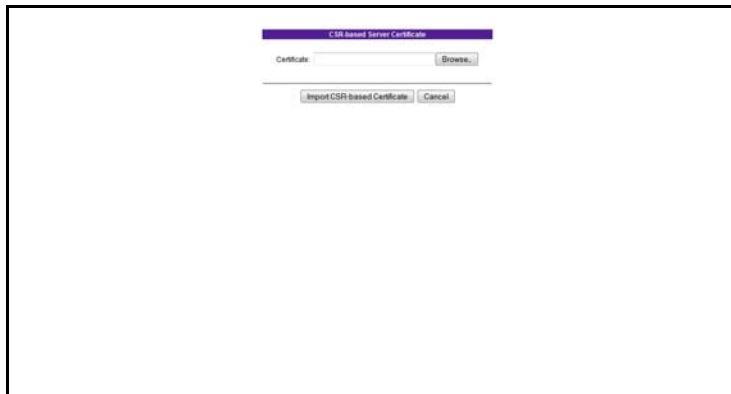 CSR-based Server Certificate
Certificate: Browse..
Import CSR-based Certificate Cancel